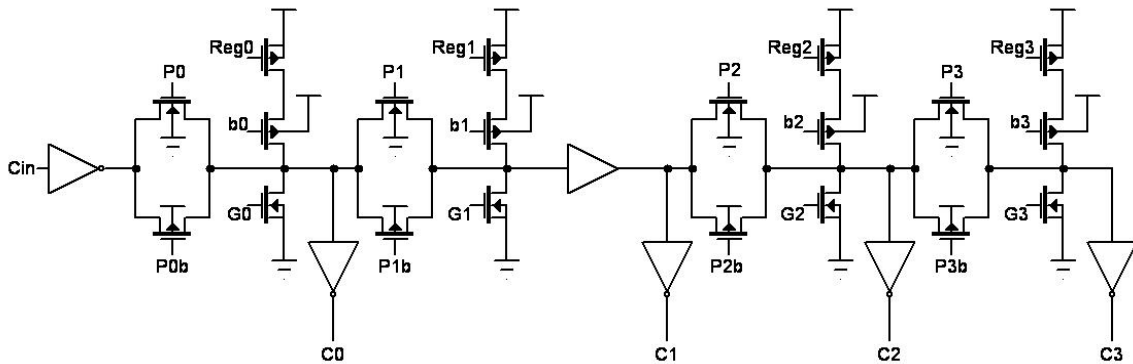 Reg0
Reg1
Reg2
Reg3
P0
P1
P2
P3
b0
b1
b2
b3
Cin
G0
G1
G2
G3
P0b
P1b
P2b
P3b
C0
C1
C2
C3